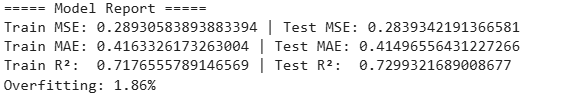 ===== Model Report =====
Train MSE: 0.28930583893883394 | Test MSE: 0.2839342191366581
Train MAE: 0.4163326173263004 | Test MAE: 0.41496556431227266
Train R²:  0.7176555789146569 | Test R²:  0.7299321689008677
Overfitting: 1.86%